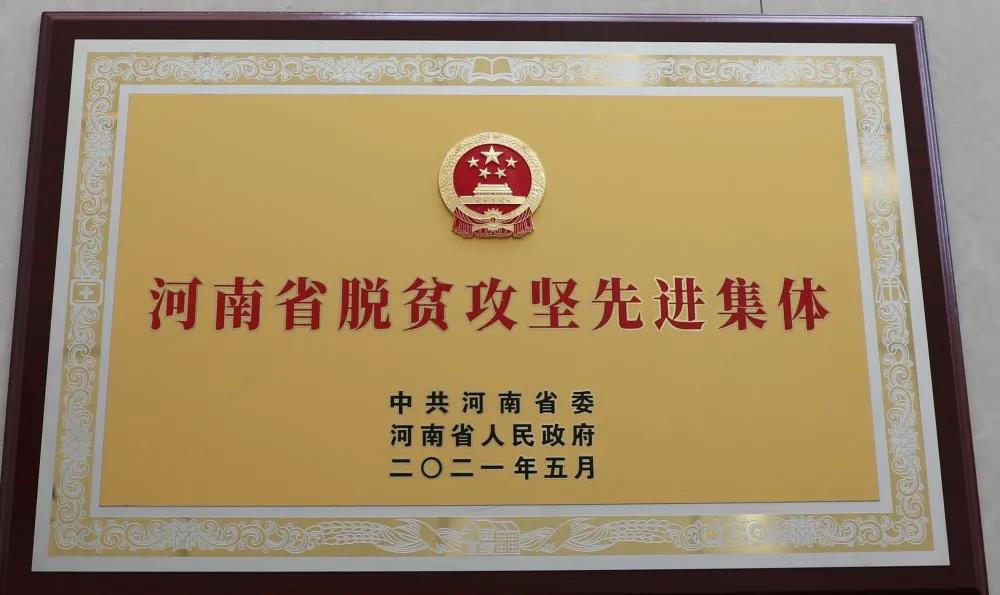 河南省脱贫攻坚先进集体
中共河南省委
河南省人民政府
二〇二一年五月